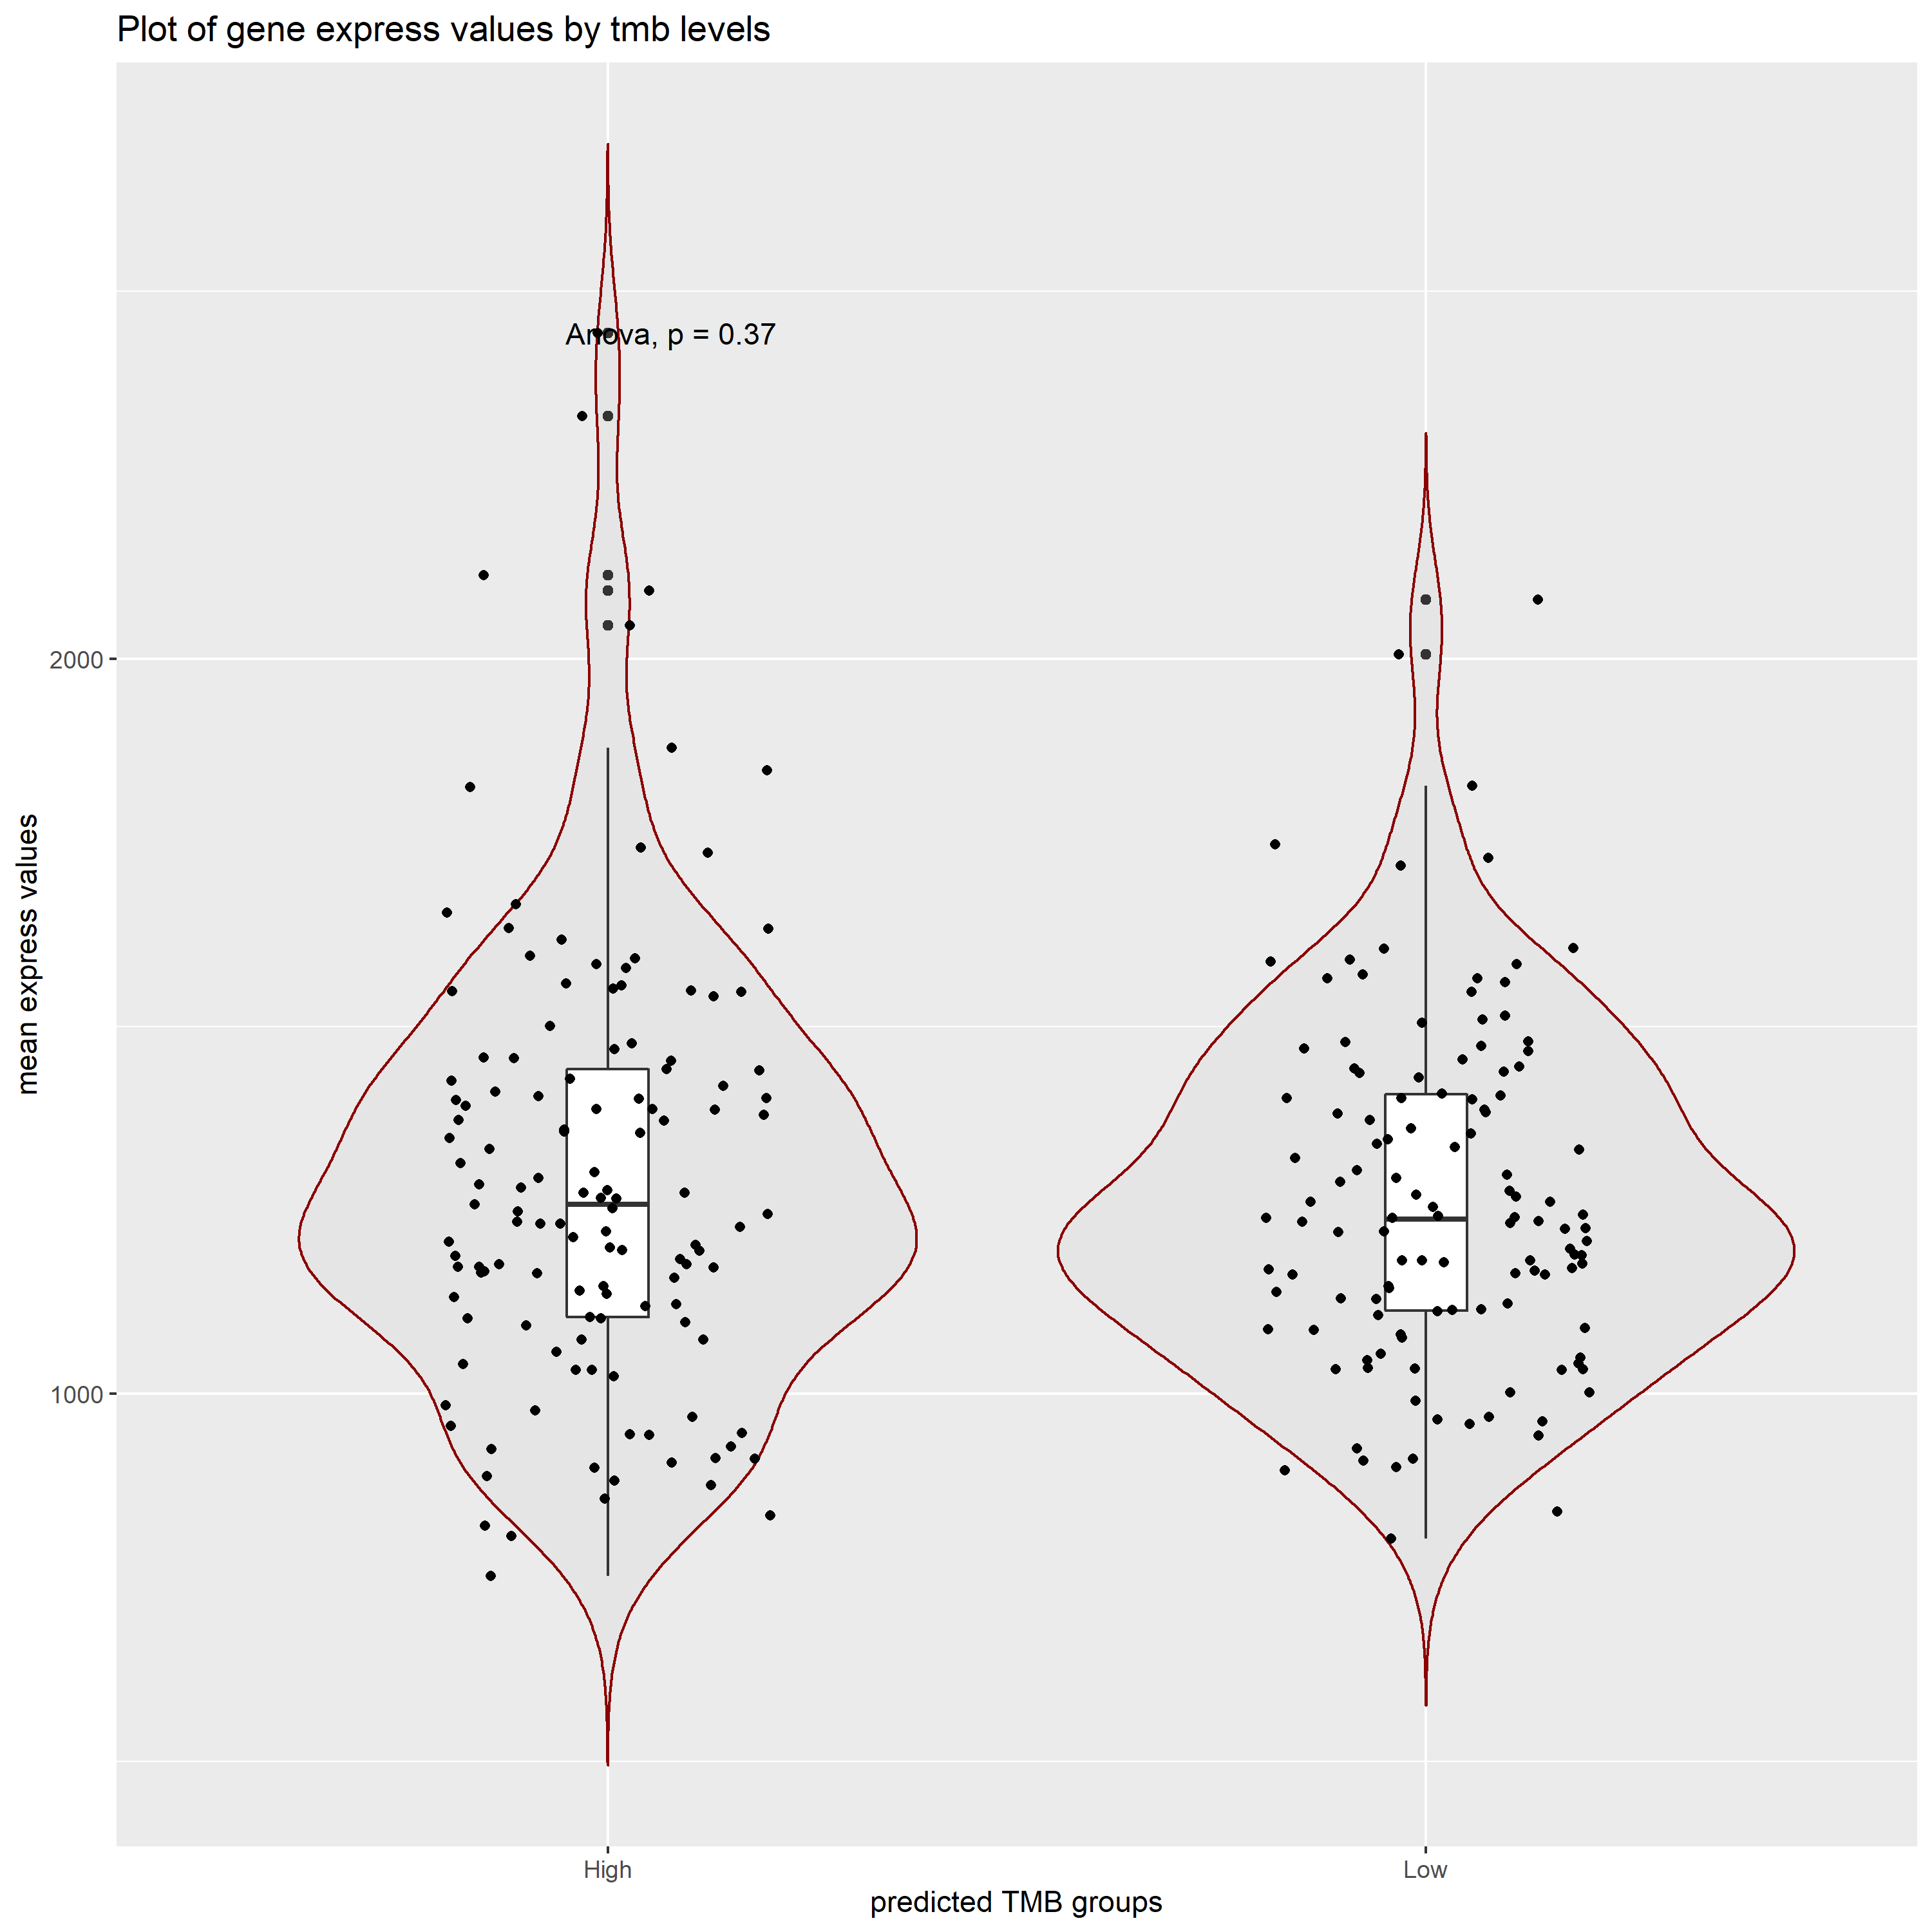 Plot of gene express values by tmb levels
Anova, p = 0.37
2000
1000
mean express values
High
Low
predicted TMB groups